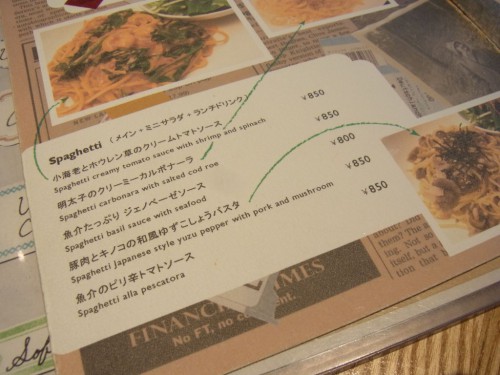 Spaghetti （メイン＋ミニサラダ＋ランチドリンク）
小海老とホウレン草のクリームトマトソース ¥850
Spaghetti creamy tomato sauce with shrimp and spinach
明太子のクリーミーカルボナーラ ¥850
Spaghetti carbonara with salted cod roe
魚介たっぷり ジェノベーゼソース ¥800
Spaghetti basil sauce with seafood
豚肉とキノコの和風ゆずこしょうパスタ ¥850
Spaghetti Japanese style yuzu pepper with pork and mushroom
魚介のピリ辛トマトソース
Spaghetti alla pescatora
FINANC IMES
No FT, no c ment.